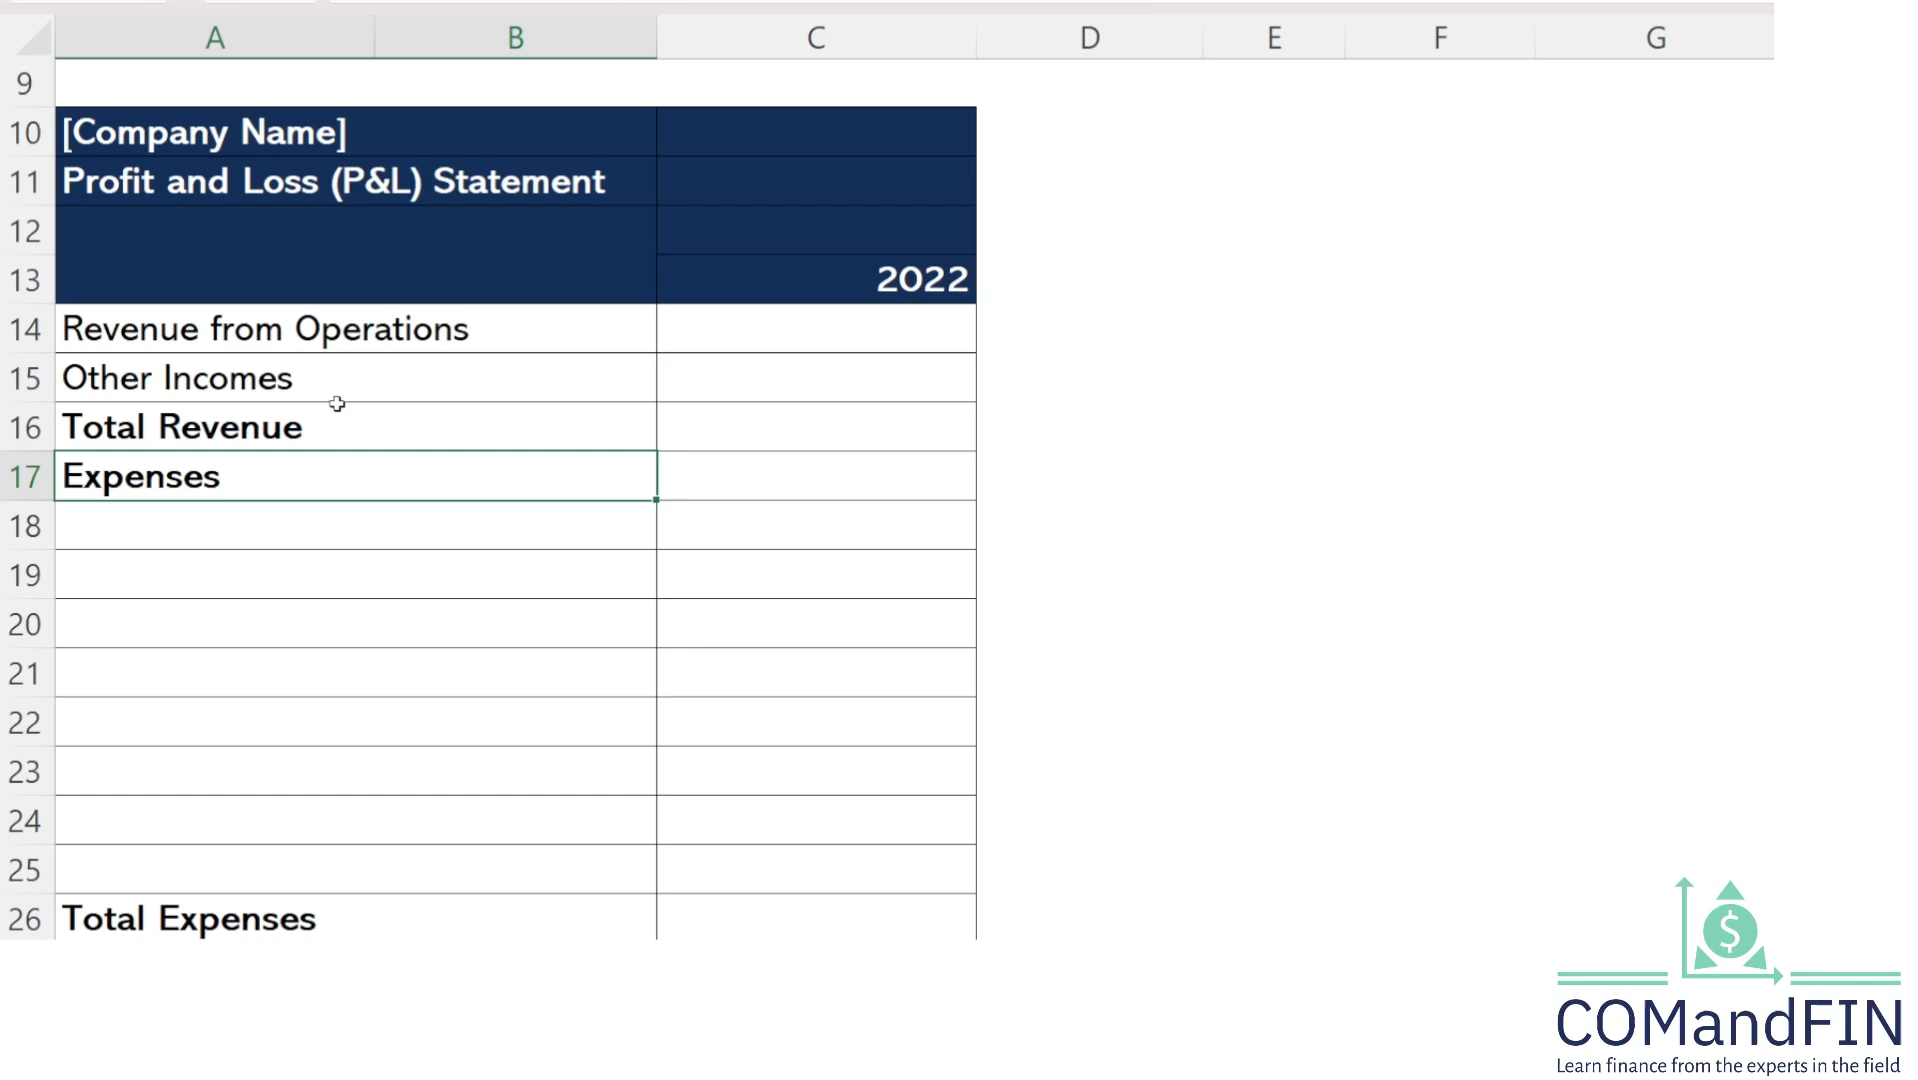 A B C D E F G
9
10 [Company Name]
11 Profit and Loss (P&L) Statement
12
13 2022
14 Revenue from Operations
15 Other Incomes
16 Total Revenue
17 Expenses
18
19
20
21
22
23
24
25
26 Total Expenses
$
COMandFIN
Learn finance from the experts in the field